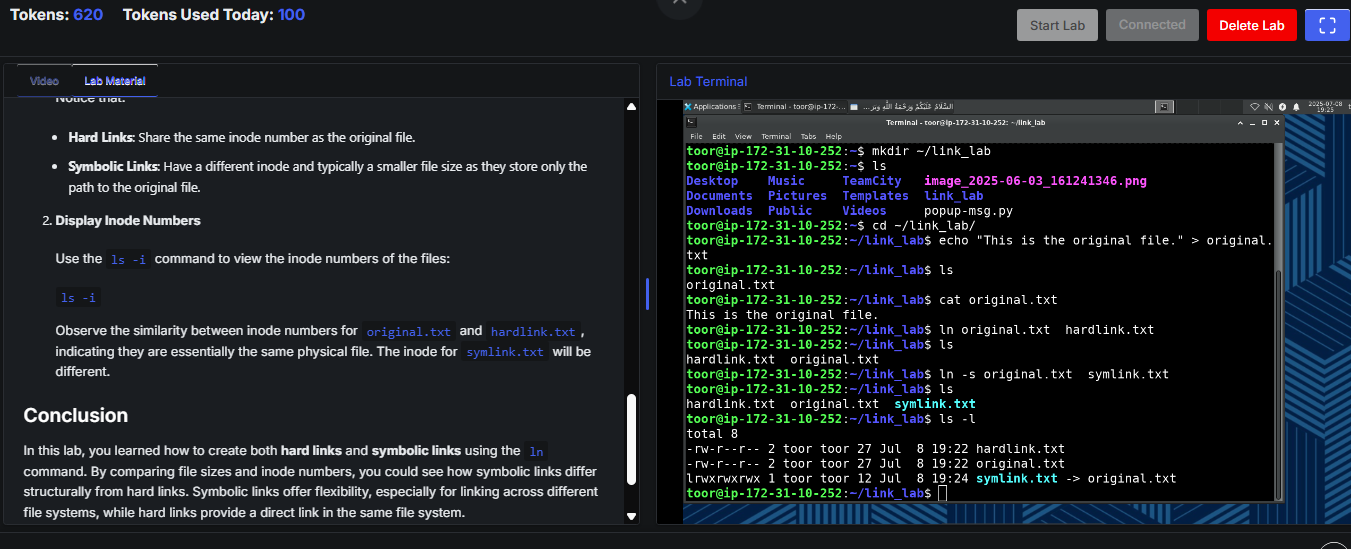 Tokens: 620 Tokens Used Today: 100
Start Lab
Connected
Delete Lab
Video
Lab Material
Notice that:
• Hard Links: Share the same inode number as the original file.
• Symbolic Links: Have a different inode and typically a smaller file size as they store only the
path to the original file.
2. Display Inode Numbers
Use the ls -i command to view the inode numbers of the files:
ls -i
Observe the similarity between inode numbers for original.txt and hardlink.txt ,
indicating they are essentially the same physical file. The inode for symlink.txt will be
different.
Conclusion
In this lab, you learned how to create both hard links and symbolic links using the ln
command. By comparing file sizes and inode numbers, you could see how symbolic links differ
structurally from hard links. Symbolic links offer flexibility, especially for linking across different
file systems, while hard links provide a direct link in the same file system.
Lab Terminal
Applications Terminal - toor@ip-172-... السَّلَامُ عَلَيْكُمْ وَرَحْمَةُ اللَّهِ وَبَر...
2025-07-08
19:25
Terminal - toor@ip-172-31-10-252: ~/link_lab
File Edit View Terminal Tabs Help
toor@ip-172-31-10-252:~$ mkdir ~/link_lab
toor@ip-172-31-10-252:~$ ls
Desktop Music TeamCity image_2025-06-03_161241346.png
Documents Pictures Templates link_lab
Downloads Public Videos popup-msg.py
toor@ip-172-31-10-252:~$ cd ~/link_lab/
toor@ip-172-31-10-252:~/link_lab$ echo "This is the original file." > original.
txt
toor@ip-172-31-10-252:~/link_lab$ ls
original.txt
toor@ip-172-31-10-252:~/link_lab$ cat original.txt
This is the original file.
toor@ip-172-31-10-252:~/link_lab$ ln original.txt hardlink.txt
toor@ip-172-31-10-252:~/link_lab$ ls
hardlink.txt original.txt
toor@ip-172-31-10-252:~/link_lab$ ln -s original.txt symlink.txt
toor@ip-172-31-10-252:~/link_lab$ ls
hardlink.txt original.txt symlink.txt
toor@ip-172-31-10-252:~/link_lab$ ls -l
total 8
-rw-r--r-- 2 toor toor 27 Jul 8 19:22 hardlink.txt
-rw-r--r-- 2 toor toor 27 Jul 8 19:22 original.txt
lrwxrwxrwx 1 toor toor 12 Jul 8 19:24 symlink.txt -> original.txt
toor@ip-172-31-10-252:~/link_lab$